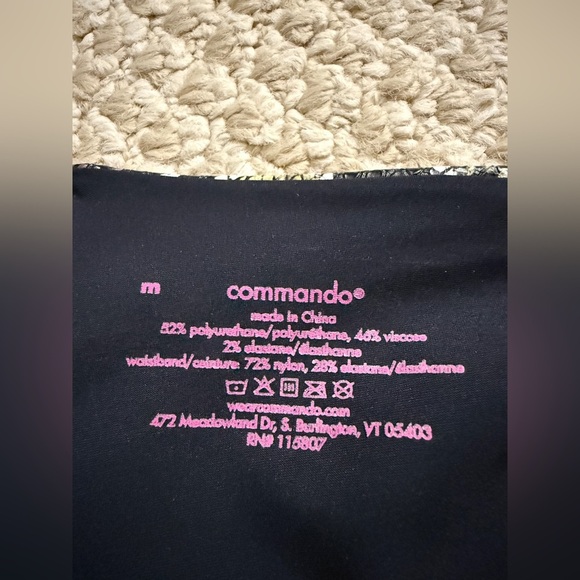 m
commando®
made in China
52% polyurethane/polyuréthane, 46% viscose
2% elastane/élasthanne
waistband/ceinture: 72% nylon, 28% elastane/élasthanne
wearcommando.com
472 Meadowland Dr, S. Burlington, VT 05403
RN# 115807